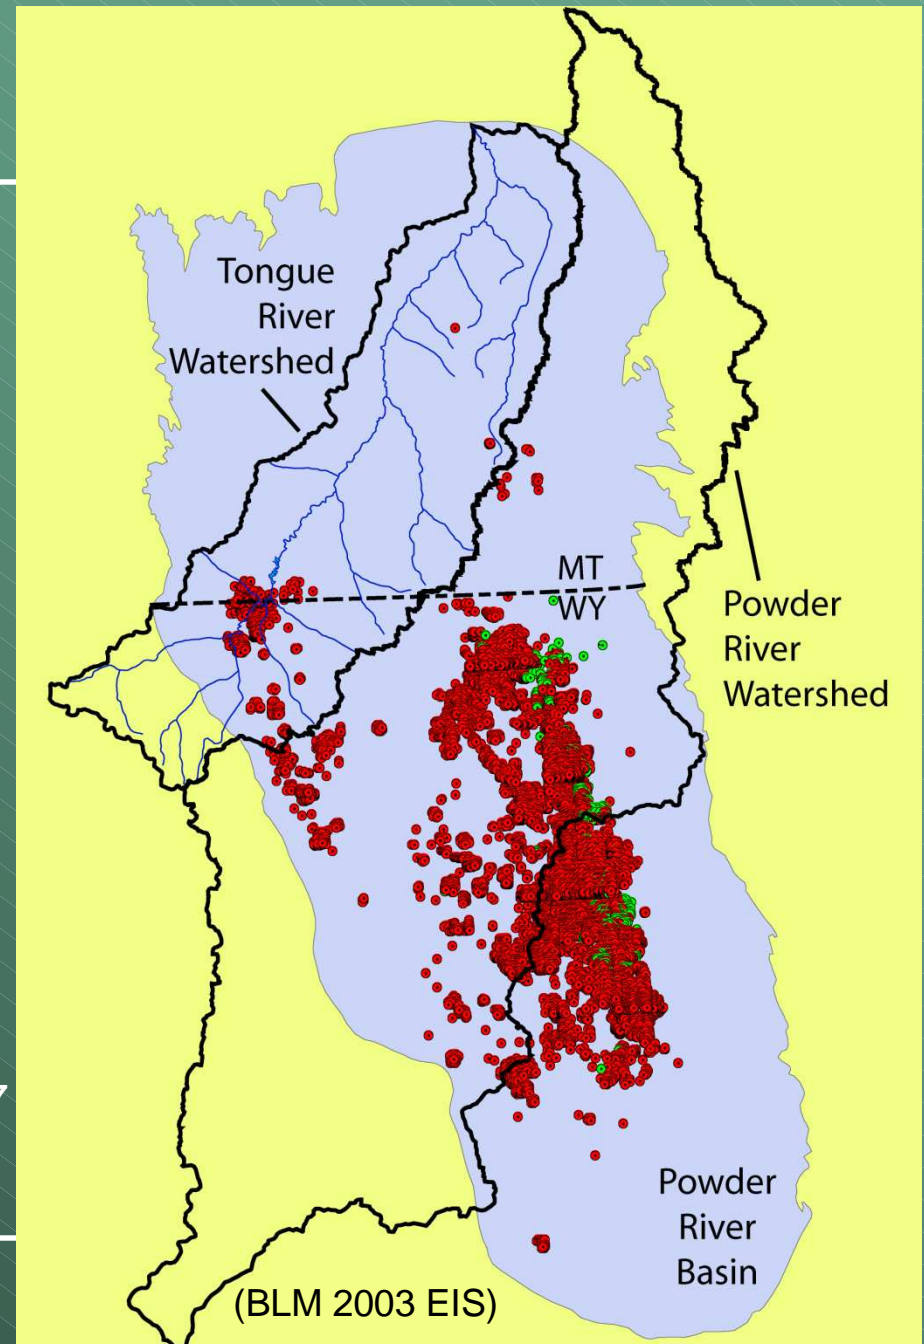 Tongue
River
Watershed
MT
WY
Powder
River
Watershed
Powder
River
Basin
(BLM 2003 EIS)